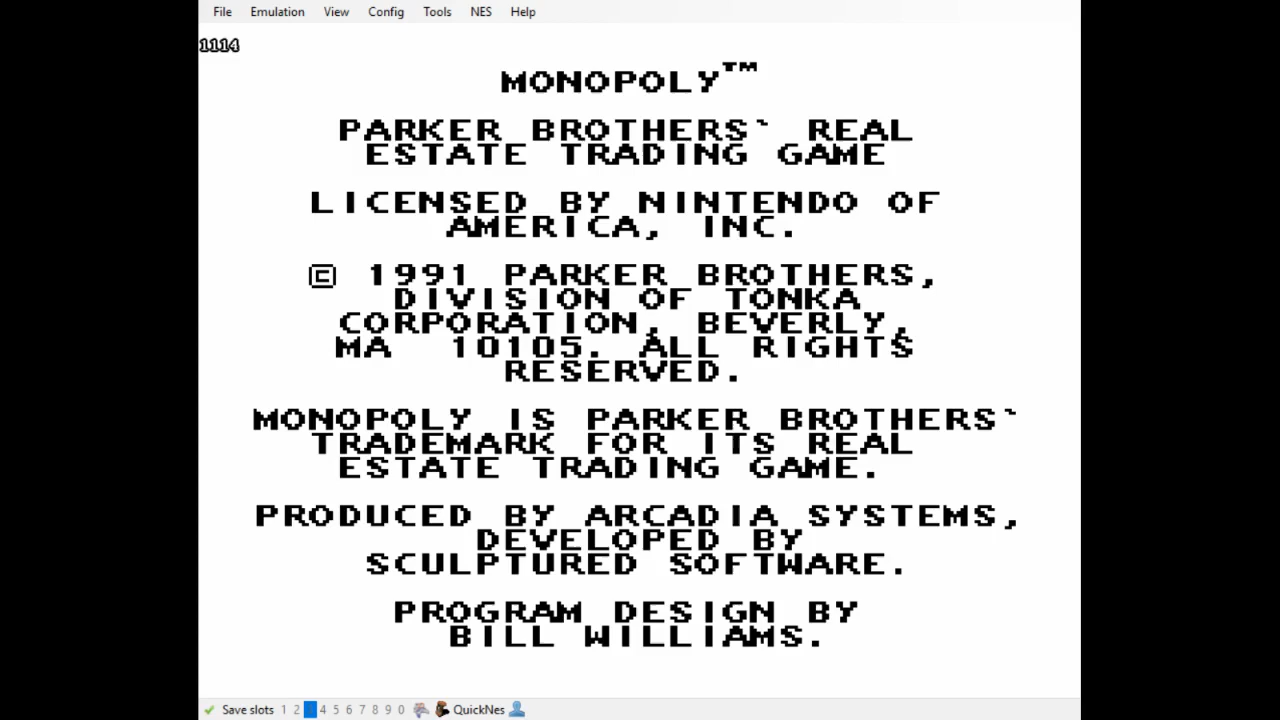 File Emulation View Config Tools NES Help
1114
MONOPOLY™
PARKER BROTHERS` REAL
ESTATE TRADING GAME
LICENSED BY NINTENDO OF
AMERICA, INC.
© 1991 PARKER BROTHERS,
DIVISION OF TONKA
CORPORATION, BEVERLY,
MA 10105. ALL RIGHTS
RESERVED.
MONOPOLY IS PARKER BROTHERS`
TRADEMARK FOR ITS REAL
ESTATE TRADING GAME.
PRODUCED BY ARCADIA SYSTEMS,
DEVELOPED BY
SCULPTURED SOFTWARE.
PROGRAM DESIGN BY
BILL WILLIAMS.
Save slots 1 2 3 4 5 6 7 8 9 0 QuickNes